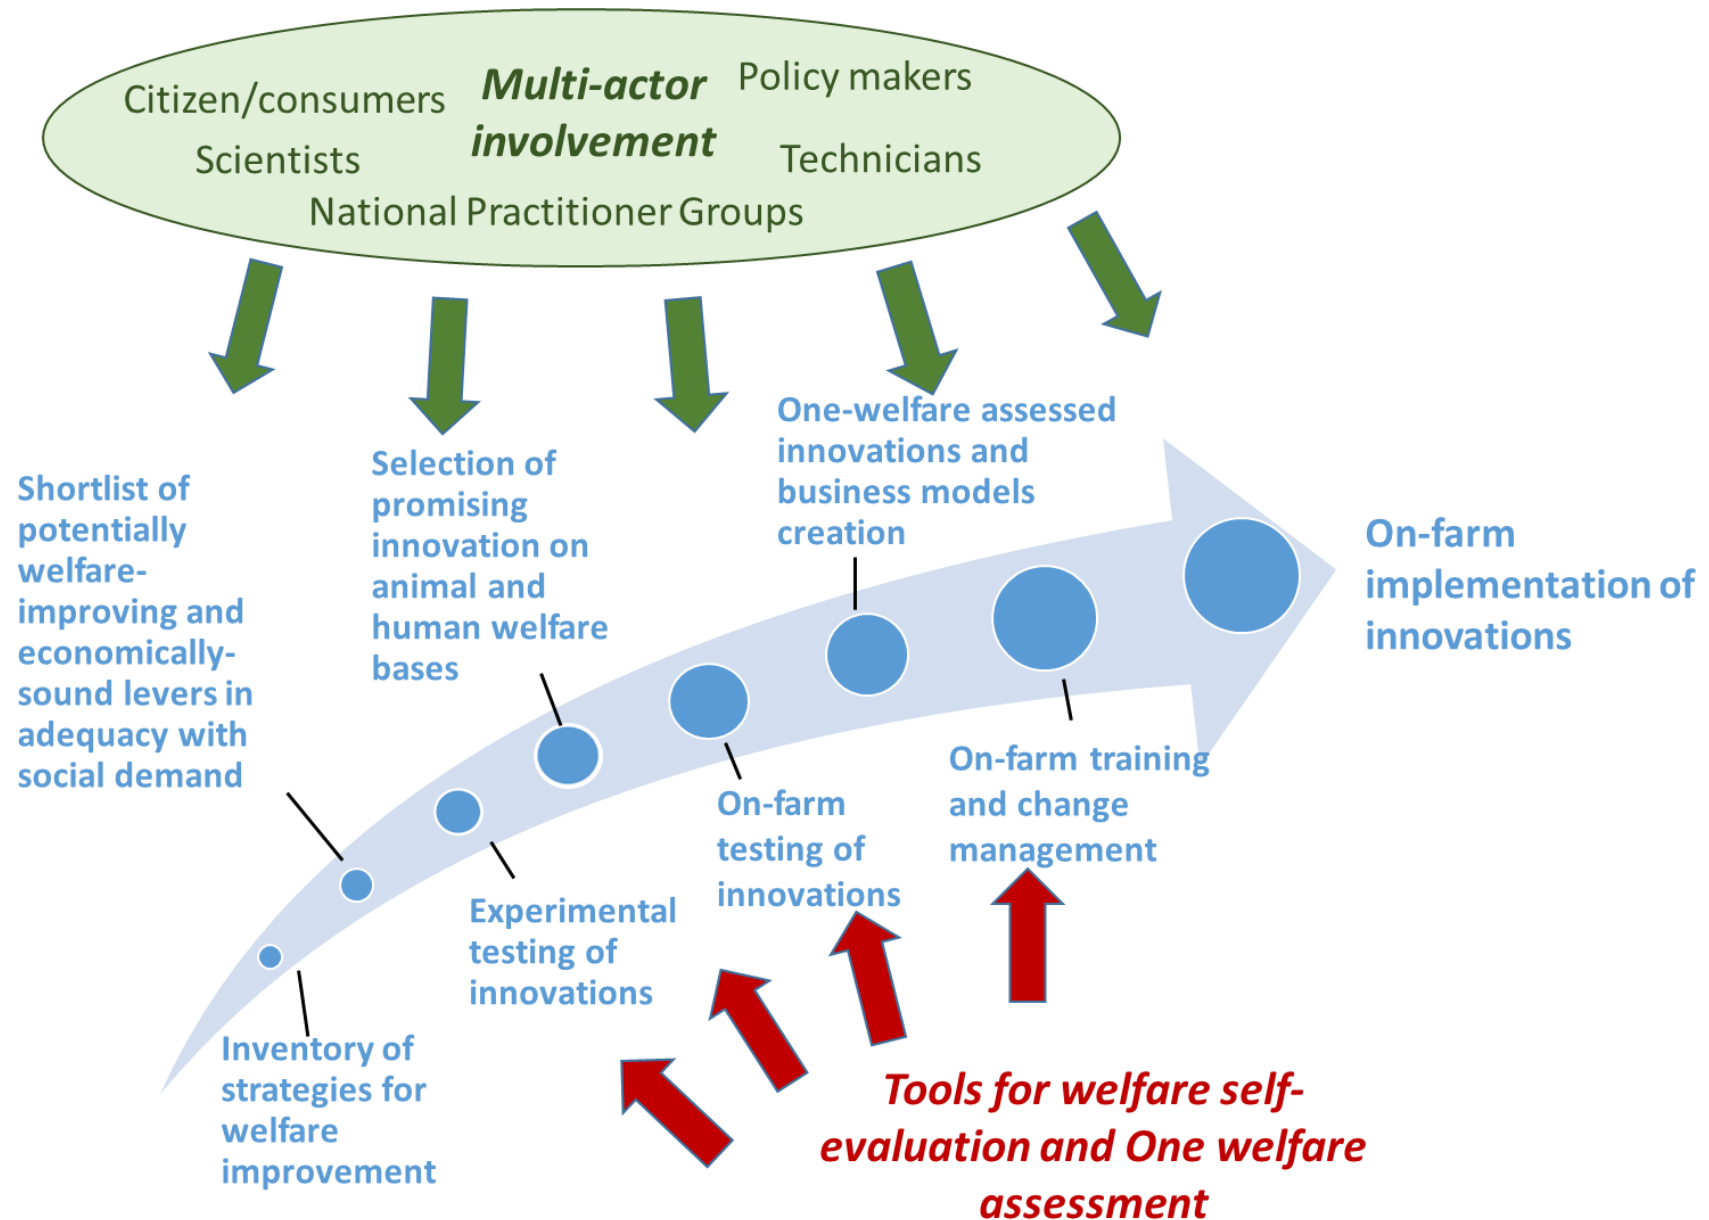 Citizen/consumers
Multi-actor
involvement
Policy makers
Scientists
Technicians
National Practitioner Groups
Shortlist of
potentially
welfare-
improving and
economically-
sound levers in
adequacy with
social demand
Selection of
promising
innovation on
animal and
human welfare
bases
One-welfare assessed
innovations and
business models
creation
On-farm
implementation of
innovations
On-farm training
and change
management
On-farm
testing of
innovations
Experimental
testing of
innovations
Inventory of
strategies for
welfare
improvement
Tools for welfare self-
evaluation and One welfare
assessment